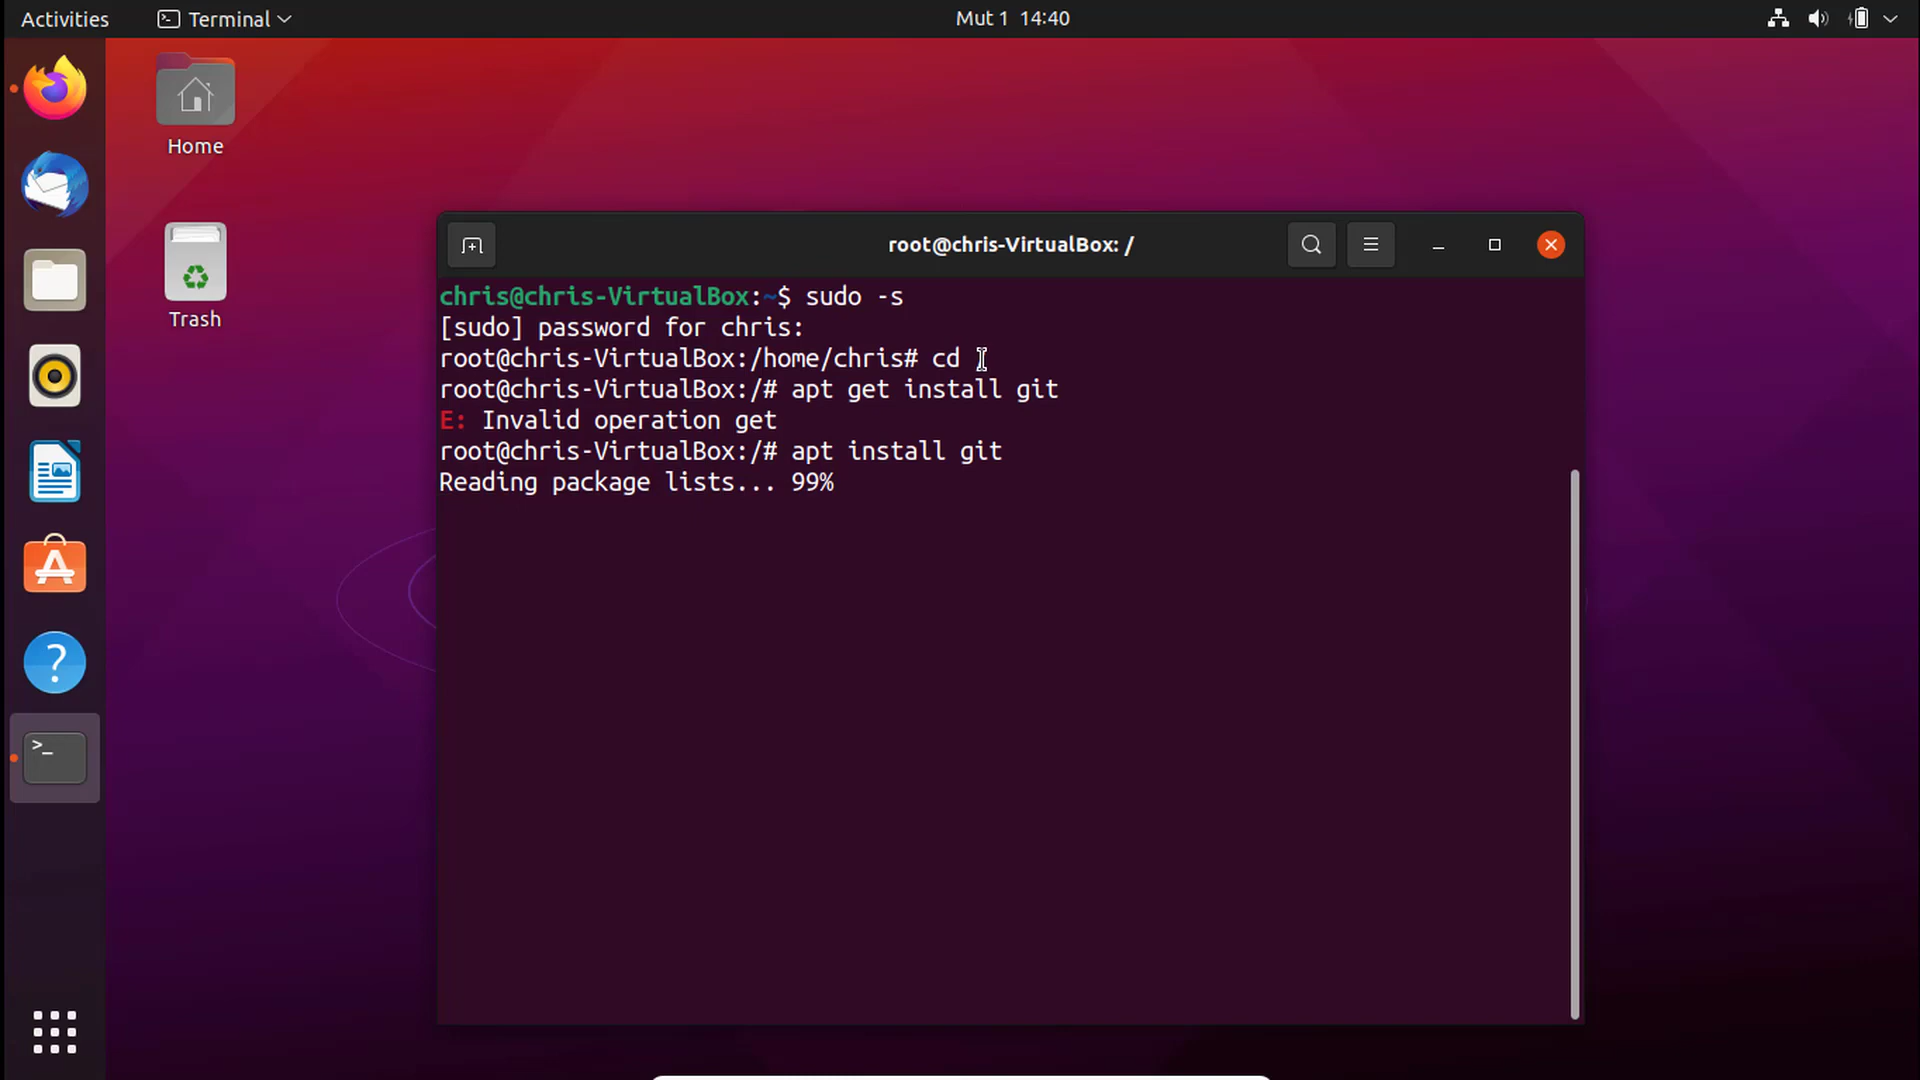 Activities
Terminal
Mut 1 14:40
Home
Trash
root@chris-VirtualBox: /
chris@chris-VirtualBox:~$ sudo -s
[sudo] password for chris:
root@chris-VirtualBox:/home/chris# cd
root@chris-VirtualBox:/# apt get install git
E: Invalid operation get
root@chris-VirtualBox:/# apt install git
Reading package lists... 99%